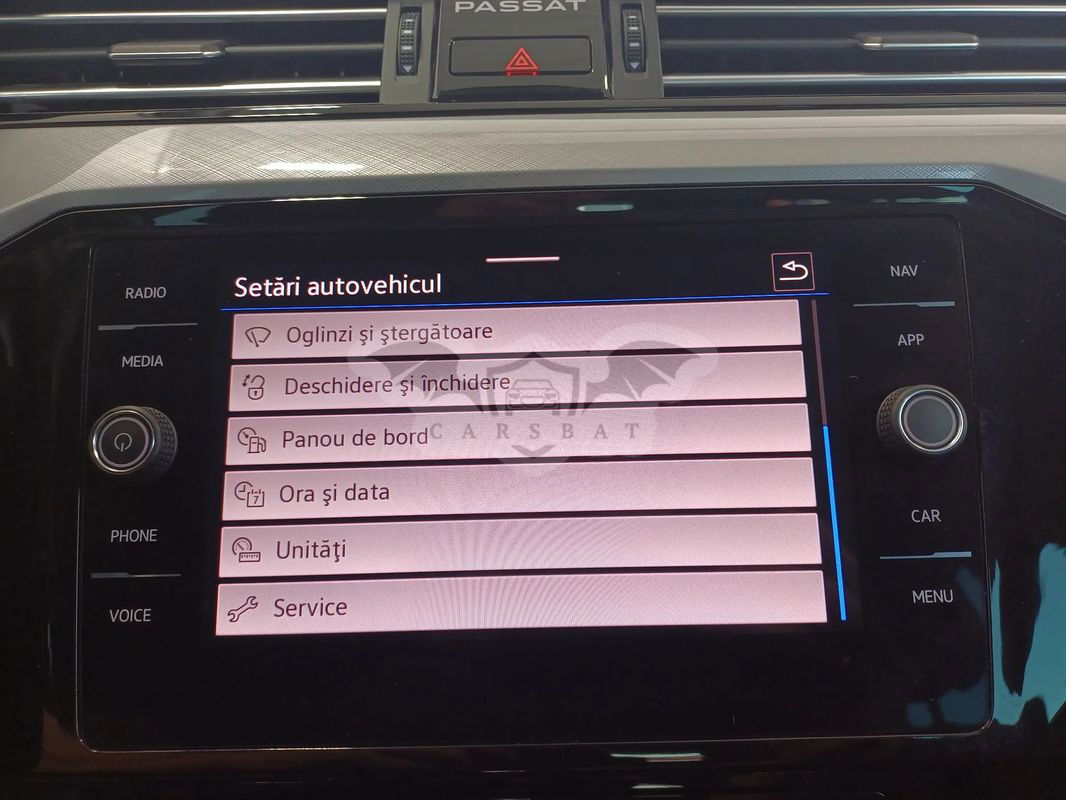 PASSAT
RADIO
MEDIA
PHONE
VOICE
Setări autovehicul
Oglinzi şi ştergătoare
Deschidere şi închidere
Panou de bord
CARSBAT
7
Ora şi data
Unităţi
Service
NAV
APP
CAR
MENU